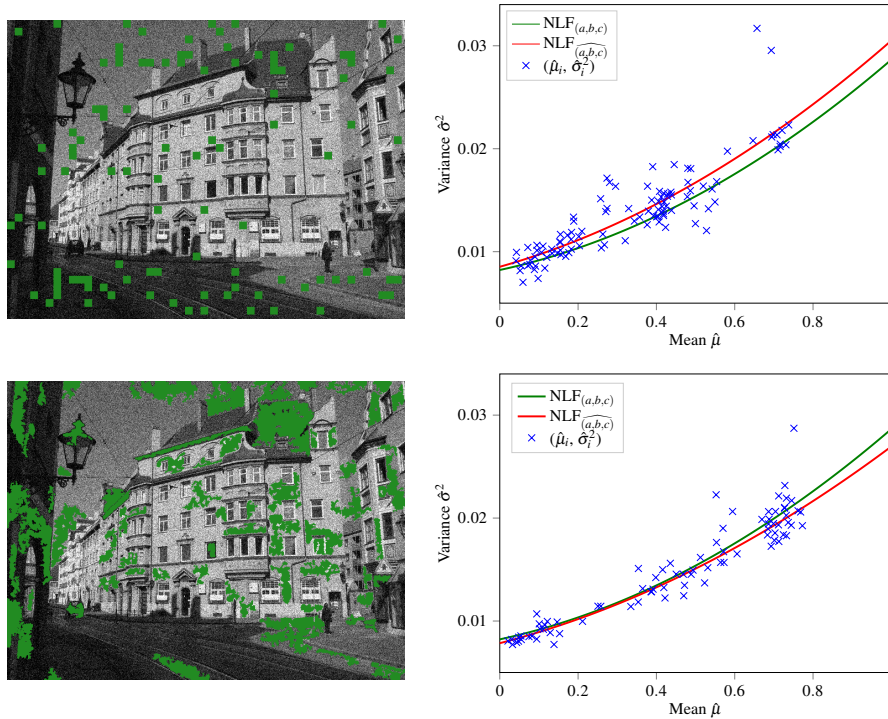 NLF(a,b,c)
NLF(a,b,c)^
(μ̂ᵢ, σ̂ᵢ²)
0.03
0.02
0.01
Variance σ̂²
0 0.2 0.4 0.6 0.8
Mean μ̂
NLF(a,b,c)
NLF(a,b,c)^
(μ̂ᵢ, σ̂ᵢ²)
0.03
0.02
0.01
Variance σ̂²
0 0.2 0.4 0.6 0.8
Mean μ̂